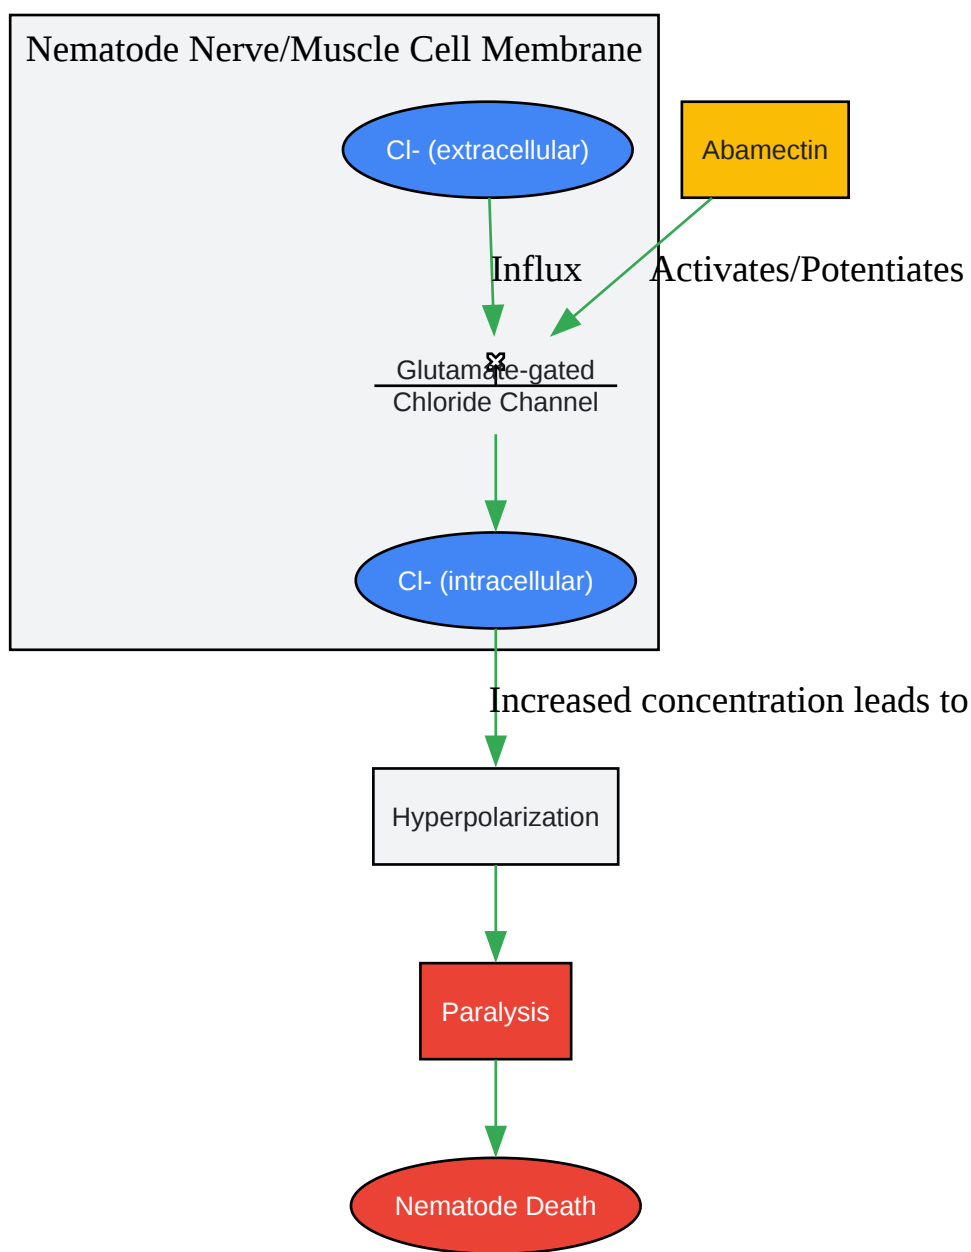 Nematode Nerve/Muscle Cell Membrane
Cl- (extracellular)
Abamectin
Influx
Activates/Potentiates
Glutamate-gated
Chloride Channel
Cl- (intracellular)
Increased concentration leads to
Hyperpolarization
Paralysis
Nematode Death